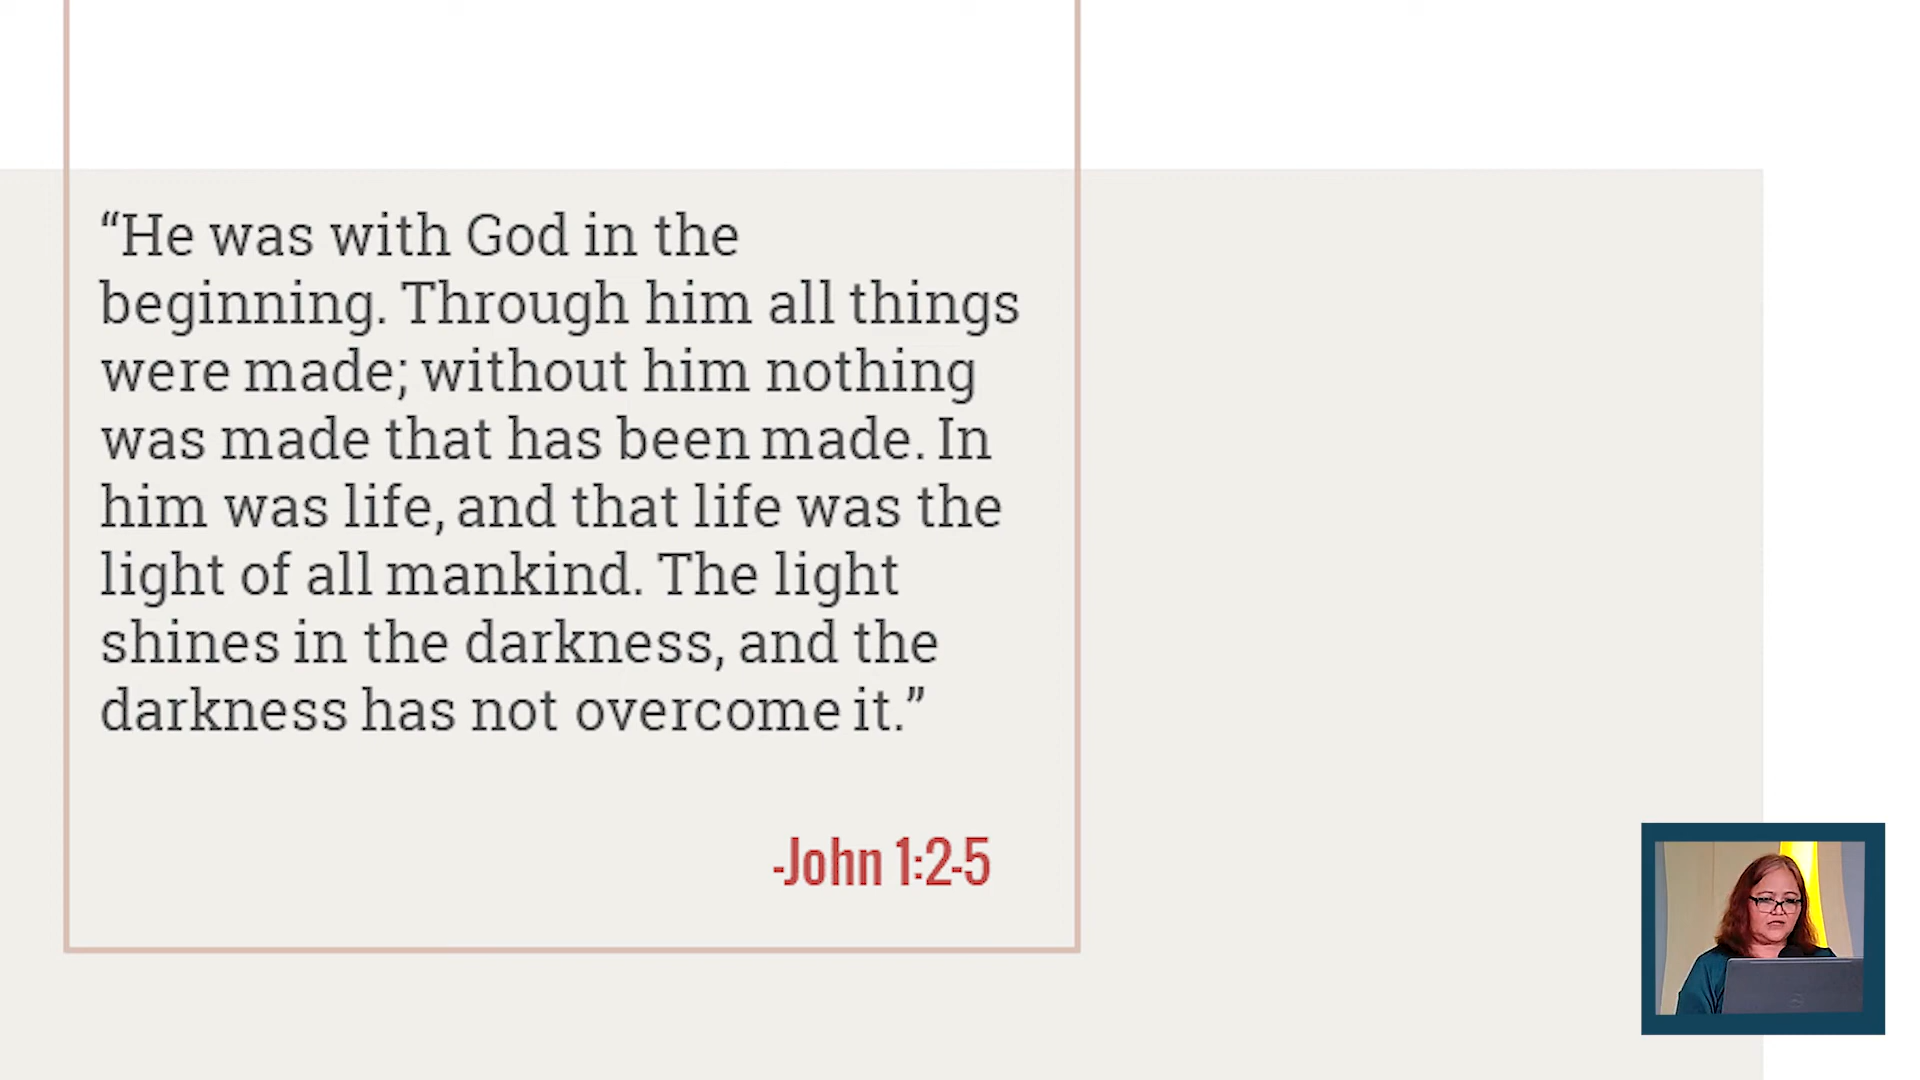 “He was with God in the
beginning. Through him all things
were made; without him nothing
was made that has been made. In
him was life, and that life was the
light of all mankind. The light
shines in the darkness, and the
darkness has not overcome it.”
-John 1:2-5